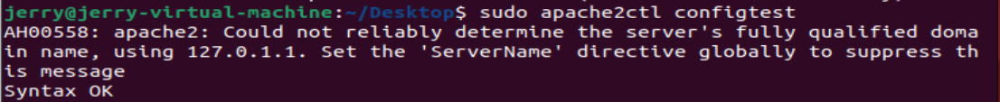 jerry@jerry-virtual-machine:~/Desktop$ sudo apache2ctl configtest
AH00558: apache2: Could not reliably determine the server's fully qualified doma
in name, using 127.0.1.1. Set the 'ServerName' directive globally to suppress th
is message
Syntax OK